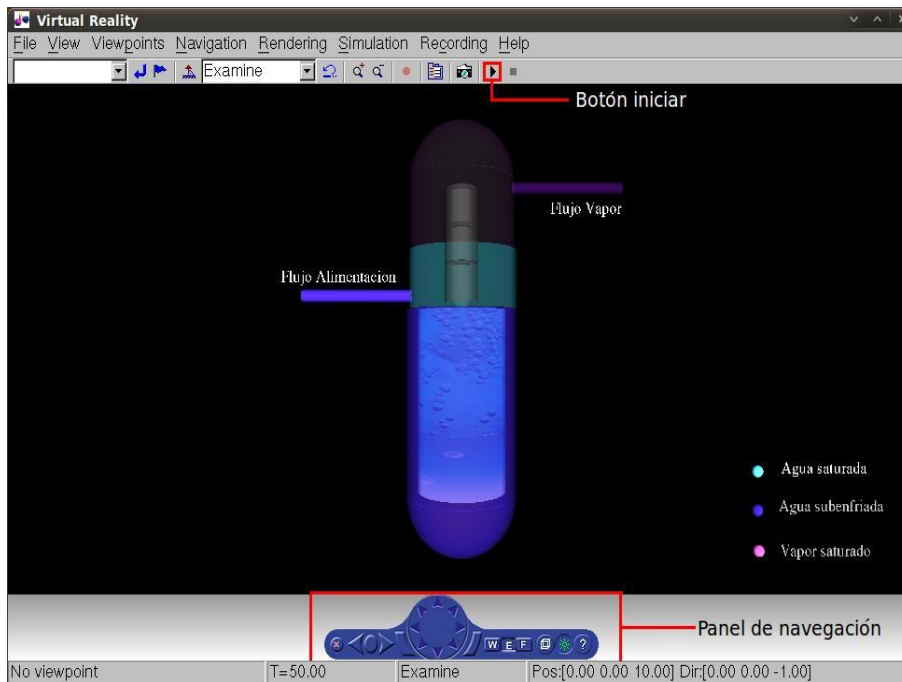 Virtual Reality
File View Viewpoints Navigation Rendering Simulation Recording Help
Examine
Botón iniciar
Flujo Vapor
Flujo Alimentacion
Agua saturada
Agua subenfriada
Vapor saturado
W E F ?
Panel de navegación
No viewpoint T=50.00 Examine Pos:[0.00 0.00 10.00] Dir:[0.00 0.00 -1.00]